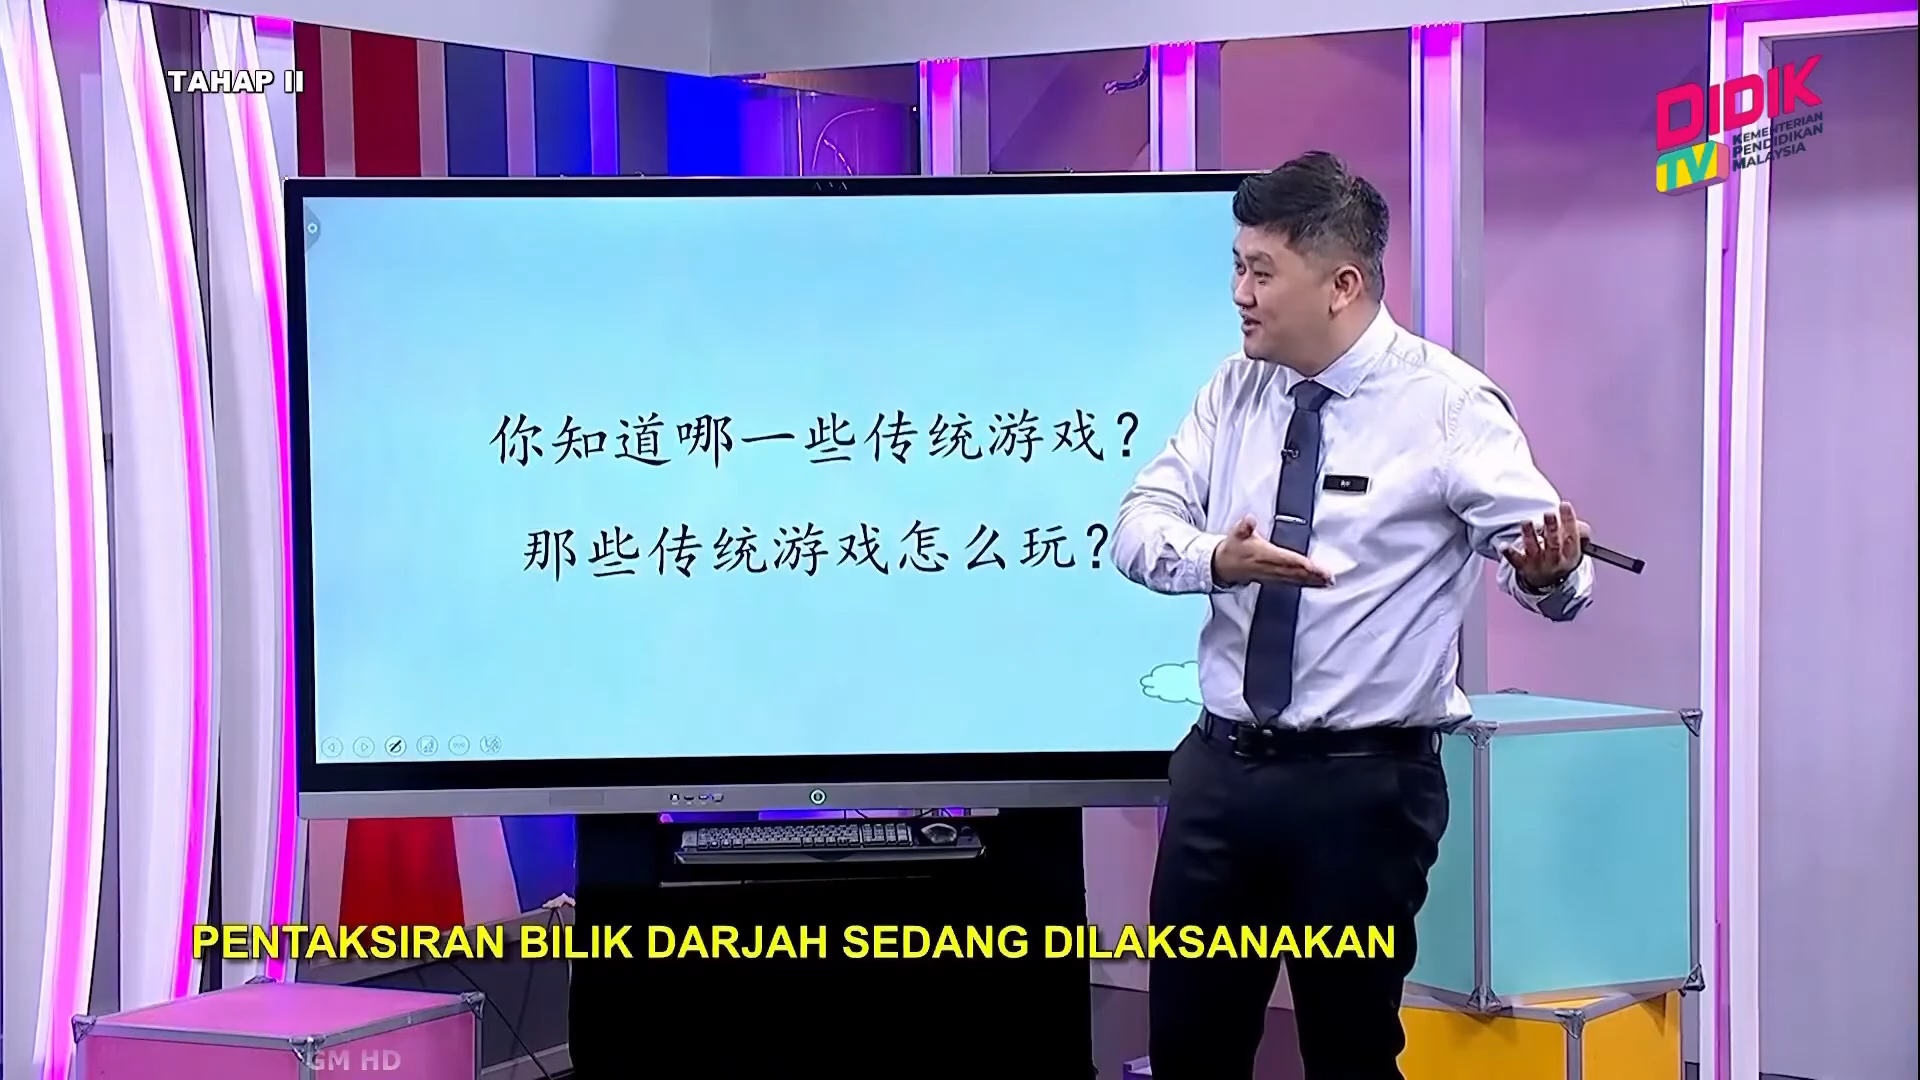 TAHAP II
DIDIK
TV
KEMENTERIAN
PENDIDIKAN
MALAYSIA
你知道哪一些传统游戏？
那些传统游戏怎么玩？
PENTAKSIRAN BILIK DARJAH SEDANG DILAKSANAKAN
GM HD